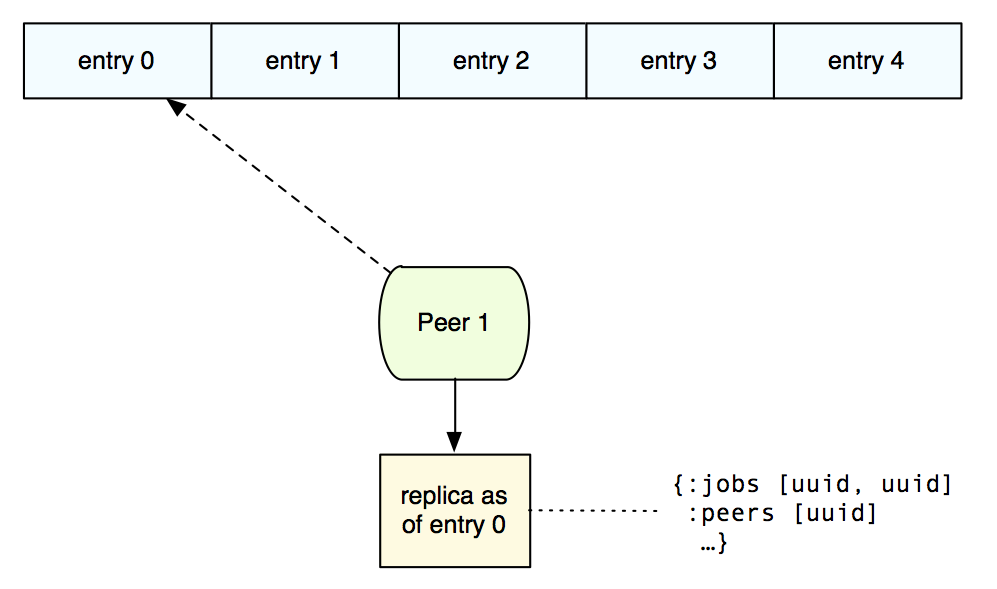 entry 0
entry 1
entry 2
entry 3
entry 4
Peer 1
replica as
of entry 0
{:jobs [uuid, uuid]
:peers [uuid]
…}